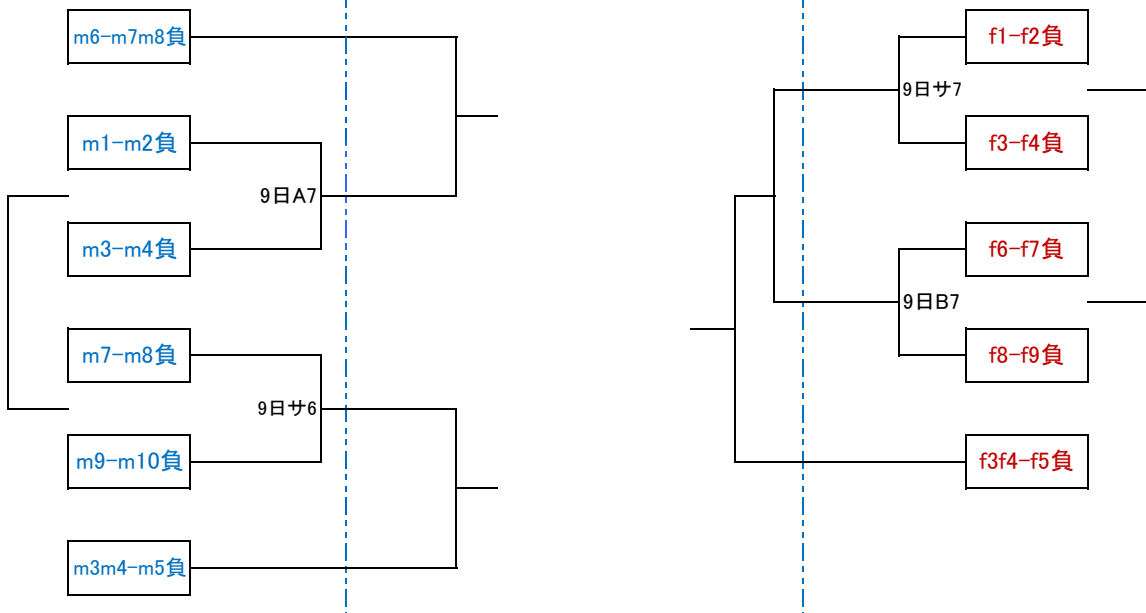 m6-m7m8負
m1-m2負
9日A7
m3-m4負
m7-m8負
9日サ6
m9-m10負
m3m4-m5負
f1-f2負
9日サ7
f3-f4負
f6-f7負
9日B7
f8-f9負
f3f4-f5負